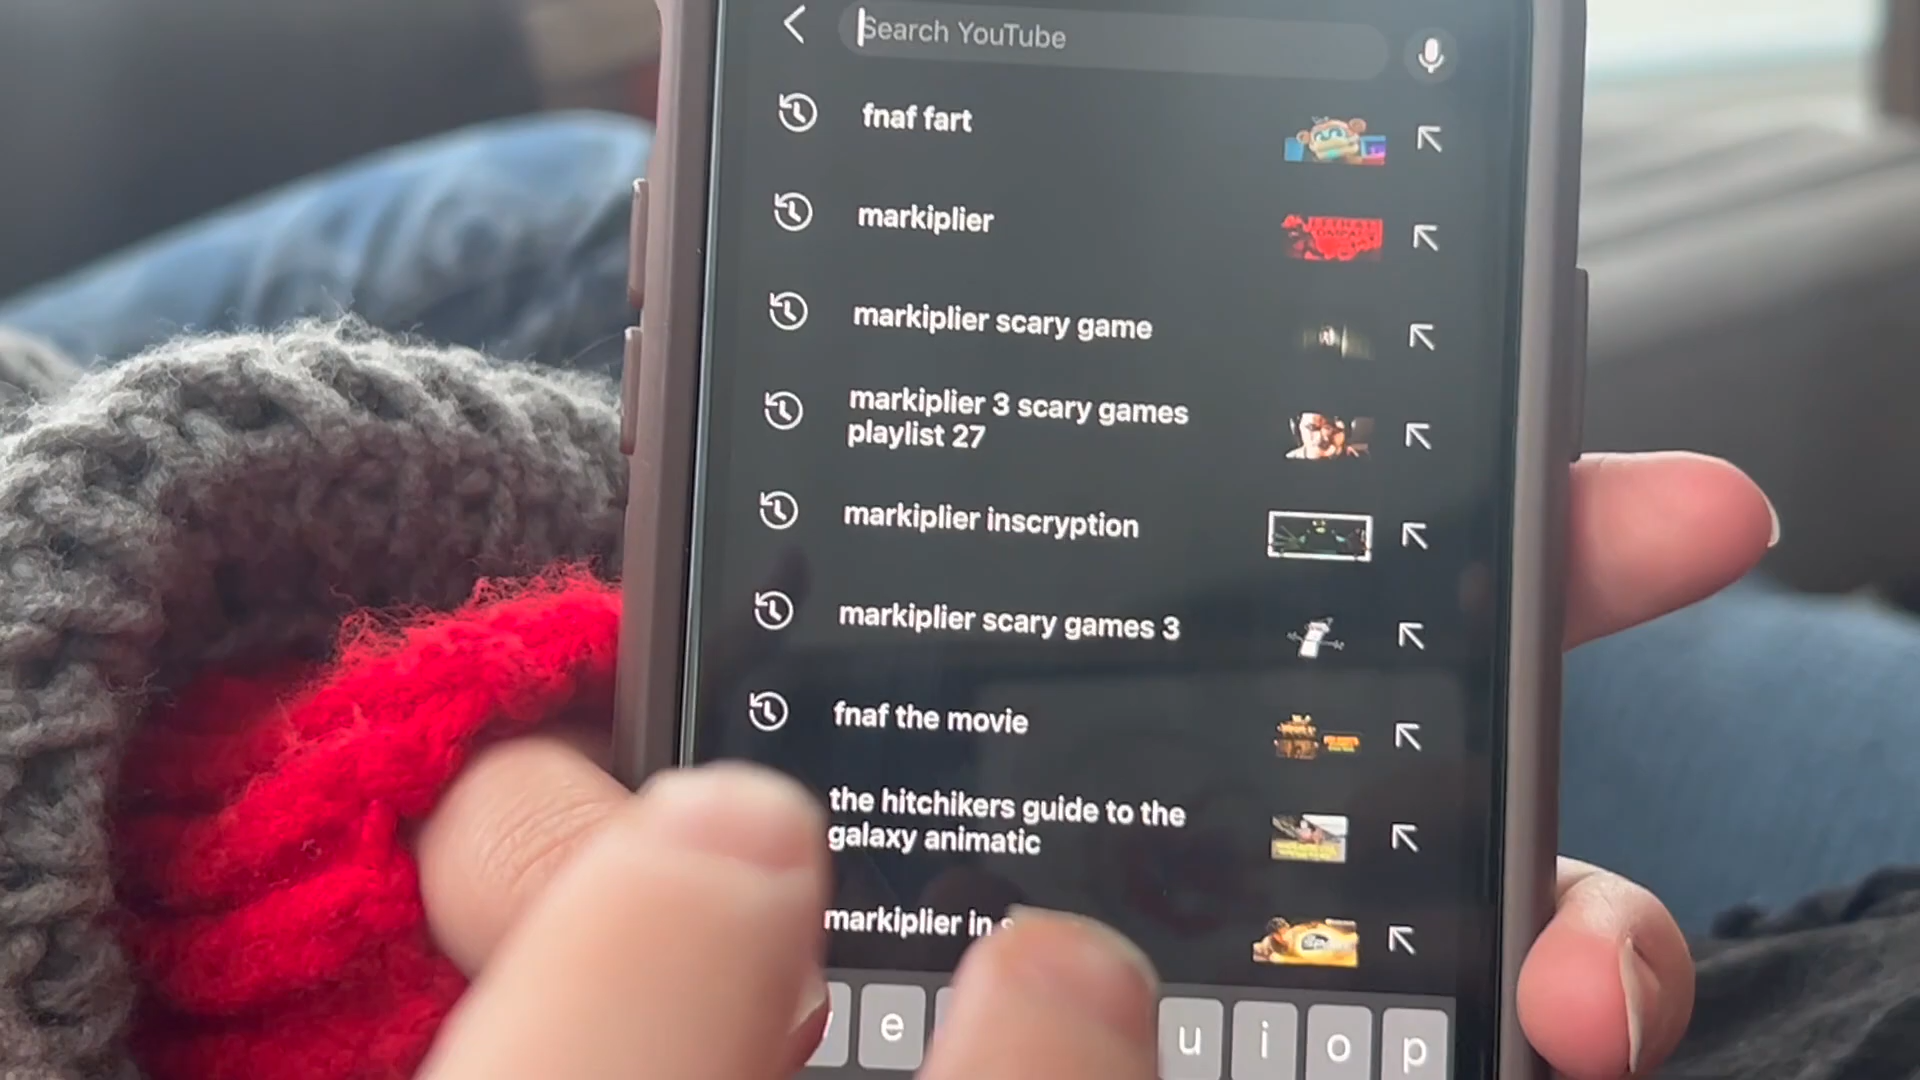 Search YouTube
fnaf fart
markiplier
markiplier scary game
markiplier 3 scary games
playlist 27
markiplier inscryption
markiplier scary games 3
fnaf the movie
the hitchikers guide to the
galaxy animatic
markiplier in
e u i o p